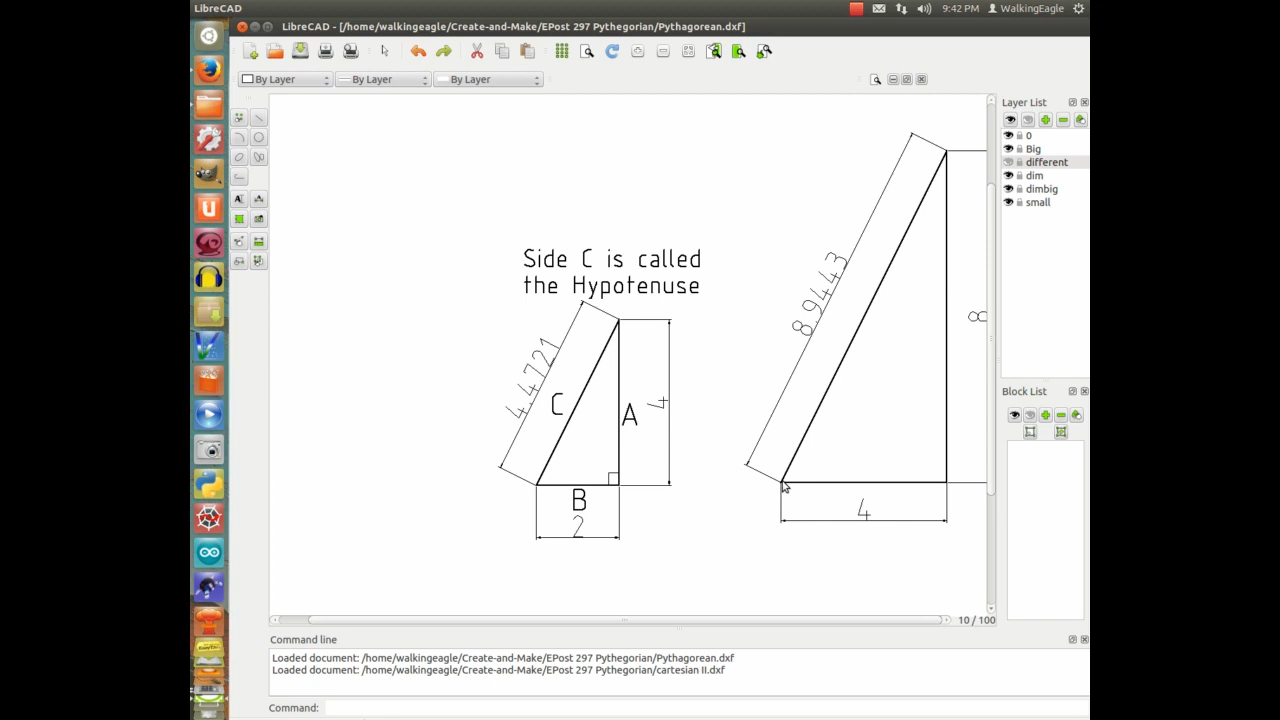 LibreCAD
9:42 PM
WalkingEagle
LibreCAD - [/home/walkingeagle/Create-and-Make/EPost 297 Pythegorian/Pythagorean.dxf]
By Layer
By Layer
By Layer
Layer List
0
Big
different
dim
dimbig
small
Side C is called
the Hypotenuse
8.9443
8
4.4721
C
A
4
B
2
4
Block List
10 / 100
Command line
Loaded document: /home/walkingeagle/Create-and-Make/EPost 297 Pythegorian/Pythagorean.dxf
Loaded document: /home/walkingeagle/Create-and-Make/EPost 297 Pythegorian/cartesian II.dxf
Command: